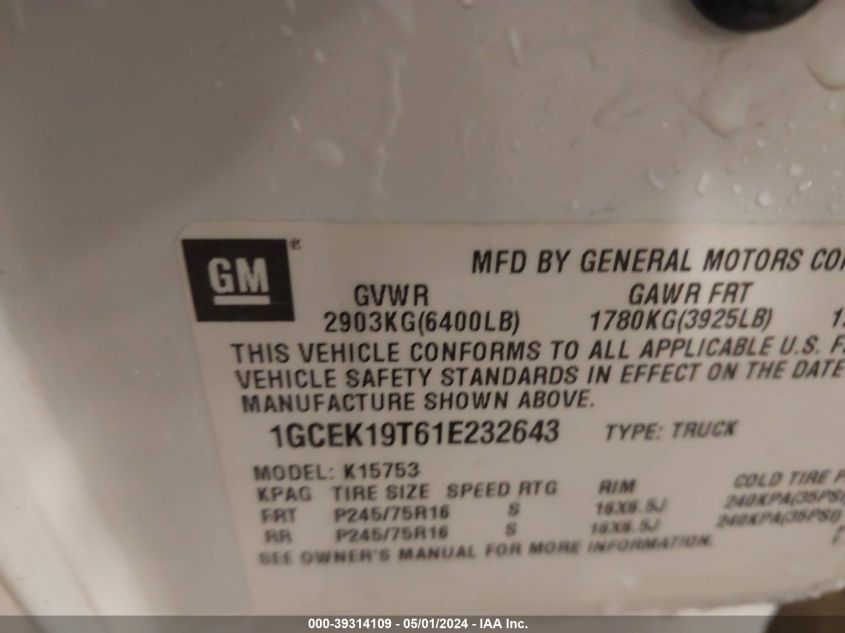 GM®
MFD BY GENERAL MOTORS
GVWR GAWR FRT
2903KG(6400LB) 1780KG(3925LB)
THIS VEHICLE CONFORMS TO ALL APPLICABLE U.S.
VEHICLE SAFETY STANDARDS IN EFFECT ON THE DATE
MANUFACTURE SHOWN ABOVE.
1GCEK19T61E232643 TYPE: TRUCK
MODEL: K15753
KPAG TIRE SIZE SPEED RTG RIM COLD TIRE
FRT P245/75R16 S 16X6.5J 240KPA(35PSI)
RR P245/75R16 S 16X6.5J 240KPA(35PSI)
SEE OWNER'S MANUAL FOR MORE INFORMATION.
000-39314109 - 05/01/2024 - IAA Inc.